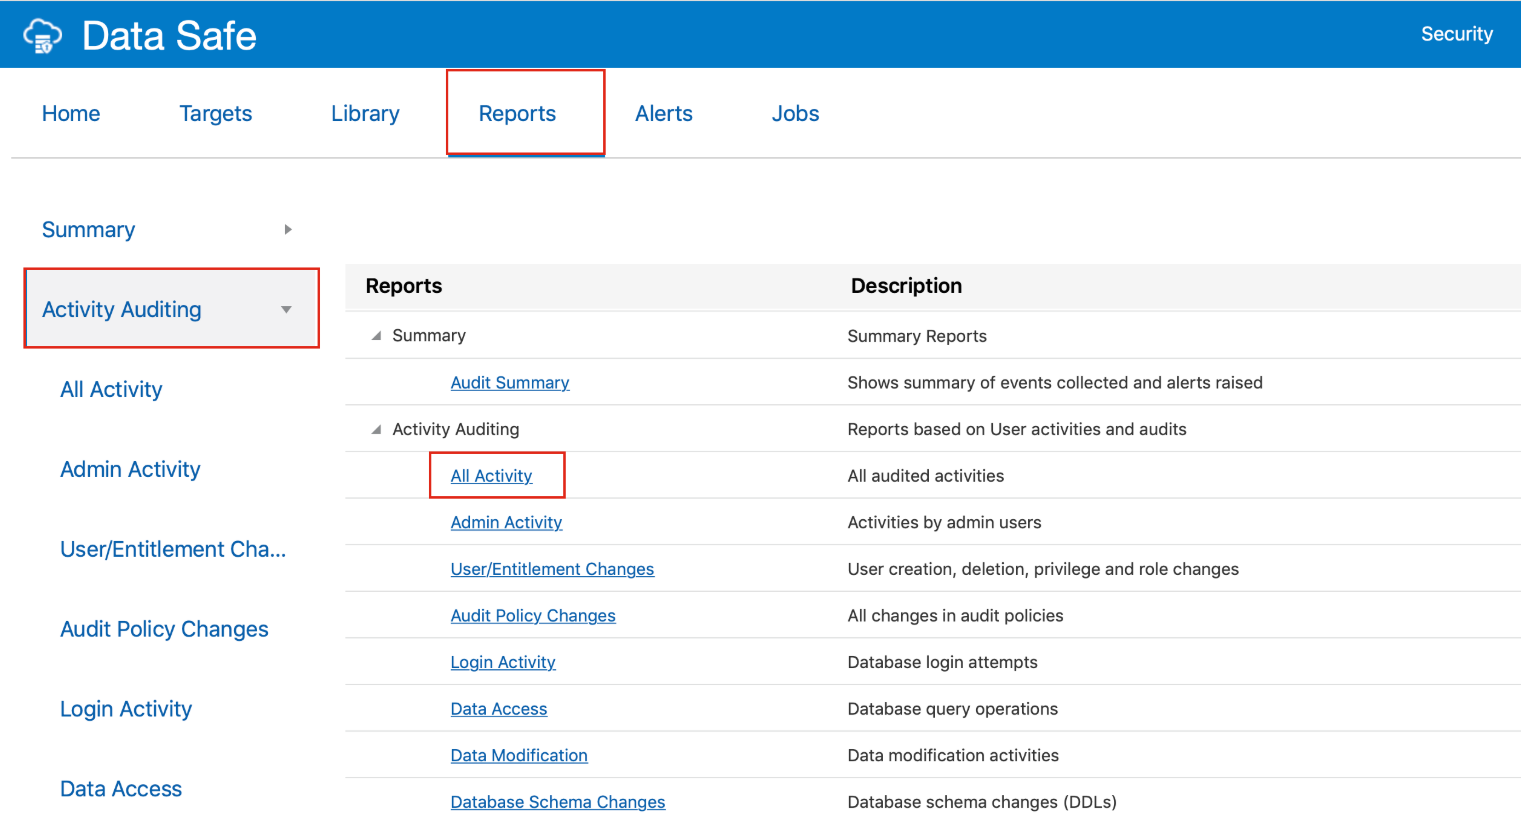 Data Safe
Security
Home Targets Library Reports Alerts Jobs
Summary
Activity Auditing
All Activity
Admin Activity
User/Entitlement Cha...
Audit Policy Changes
Login Activity
Data Access
Reports Description
Summary Summary Reports
Audit Summary Shows summary of events collected and alerts raised
Activity Auditing Reports based on User activities and audits
All Activity All audited activities
Admin Activity Activities by admin users
User/Entitlement Changes User creation, deletion, privilege and role changes
Audit Policy Changes All changes in audit policies
Login Activity Database login attempts
Data Access Database query operations
Data Modification Data modification activities
Database Schema Changes Database schema changes (DDLs)